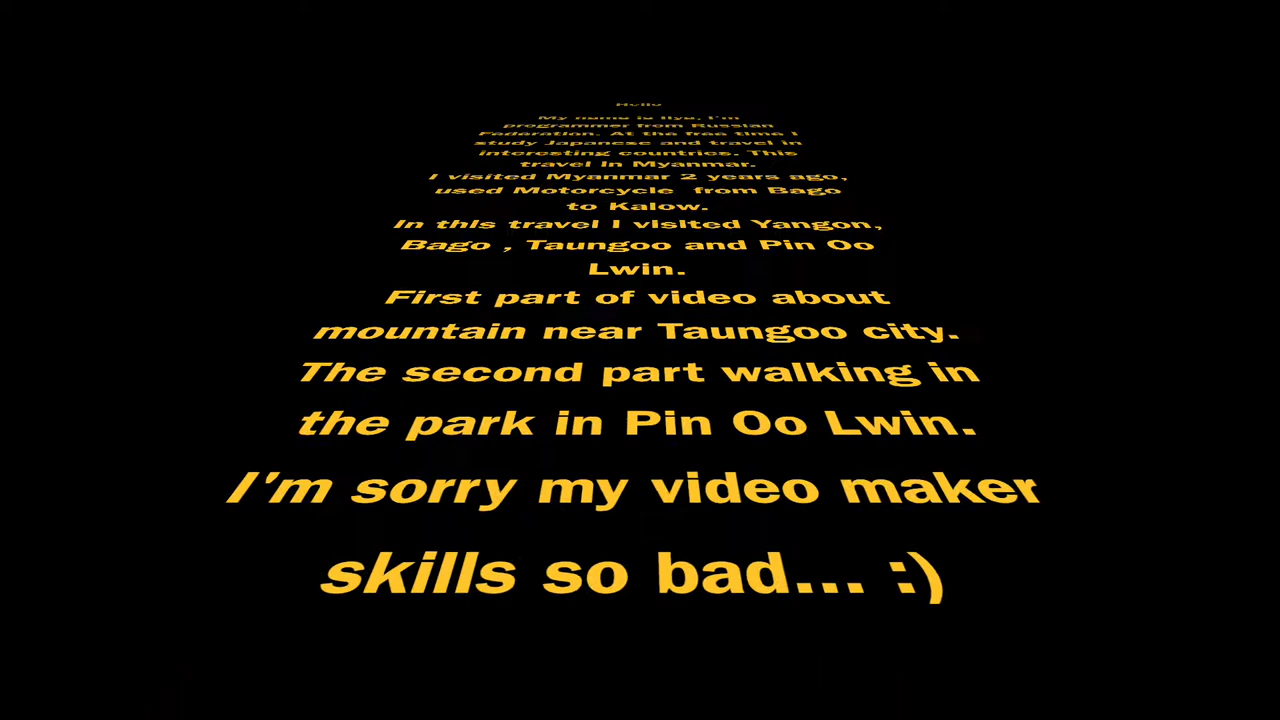 Hello
My name is Ilya, I'm
programmer from Russian
Federation. At the free time I
study Japanese and travel in
interesting countries. This
travel in Myanmar.
I visited Myanmar 2 years ago,
used Motorcycle from Bago
to Kalow.
In this travel I visited Yangon,
Bago , Taungoo and Pin Oo
Lwin.
First part of video about
mountain near Taungoo city.
The second part walking in
the park in Pin Oo Lwin.
I'm sorry my video maker
skills so bad... :)